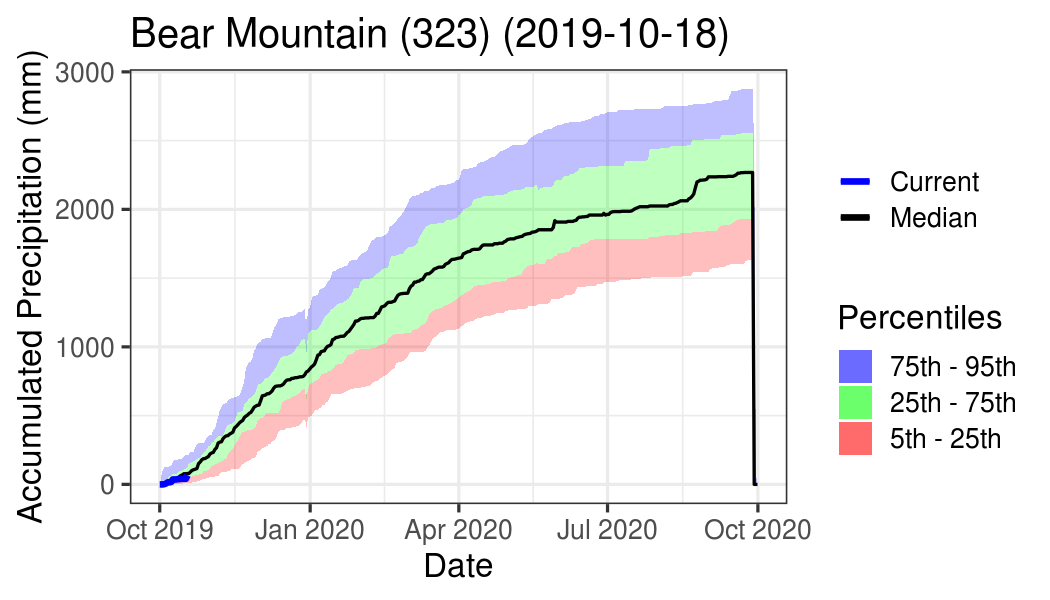 Bear Mountain (323) (2019-10-18)
Accumulated Precipitation (mm)
3000
2000
1000
0
Oct 2019
Jan 2020
Apr 2020
Jul 2020
Oct 2020
Date
Current
Median
Percentiles
75th - 95th
25th - 75th
5th - 25th